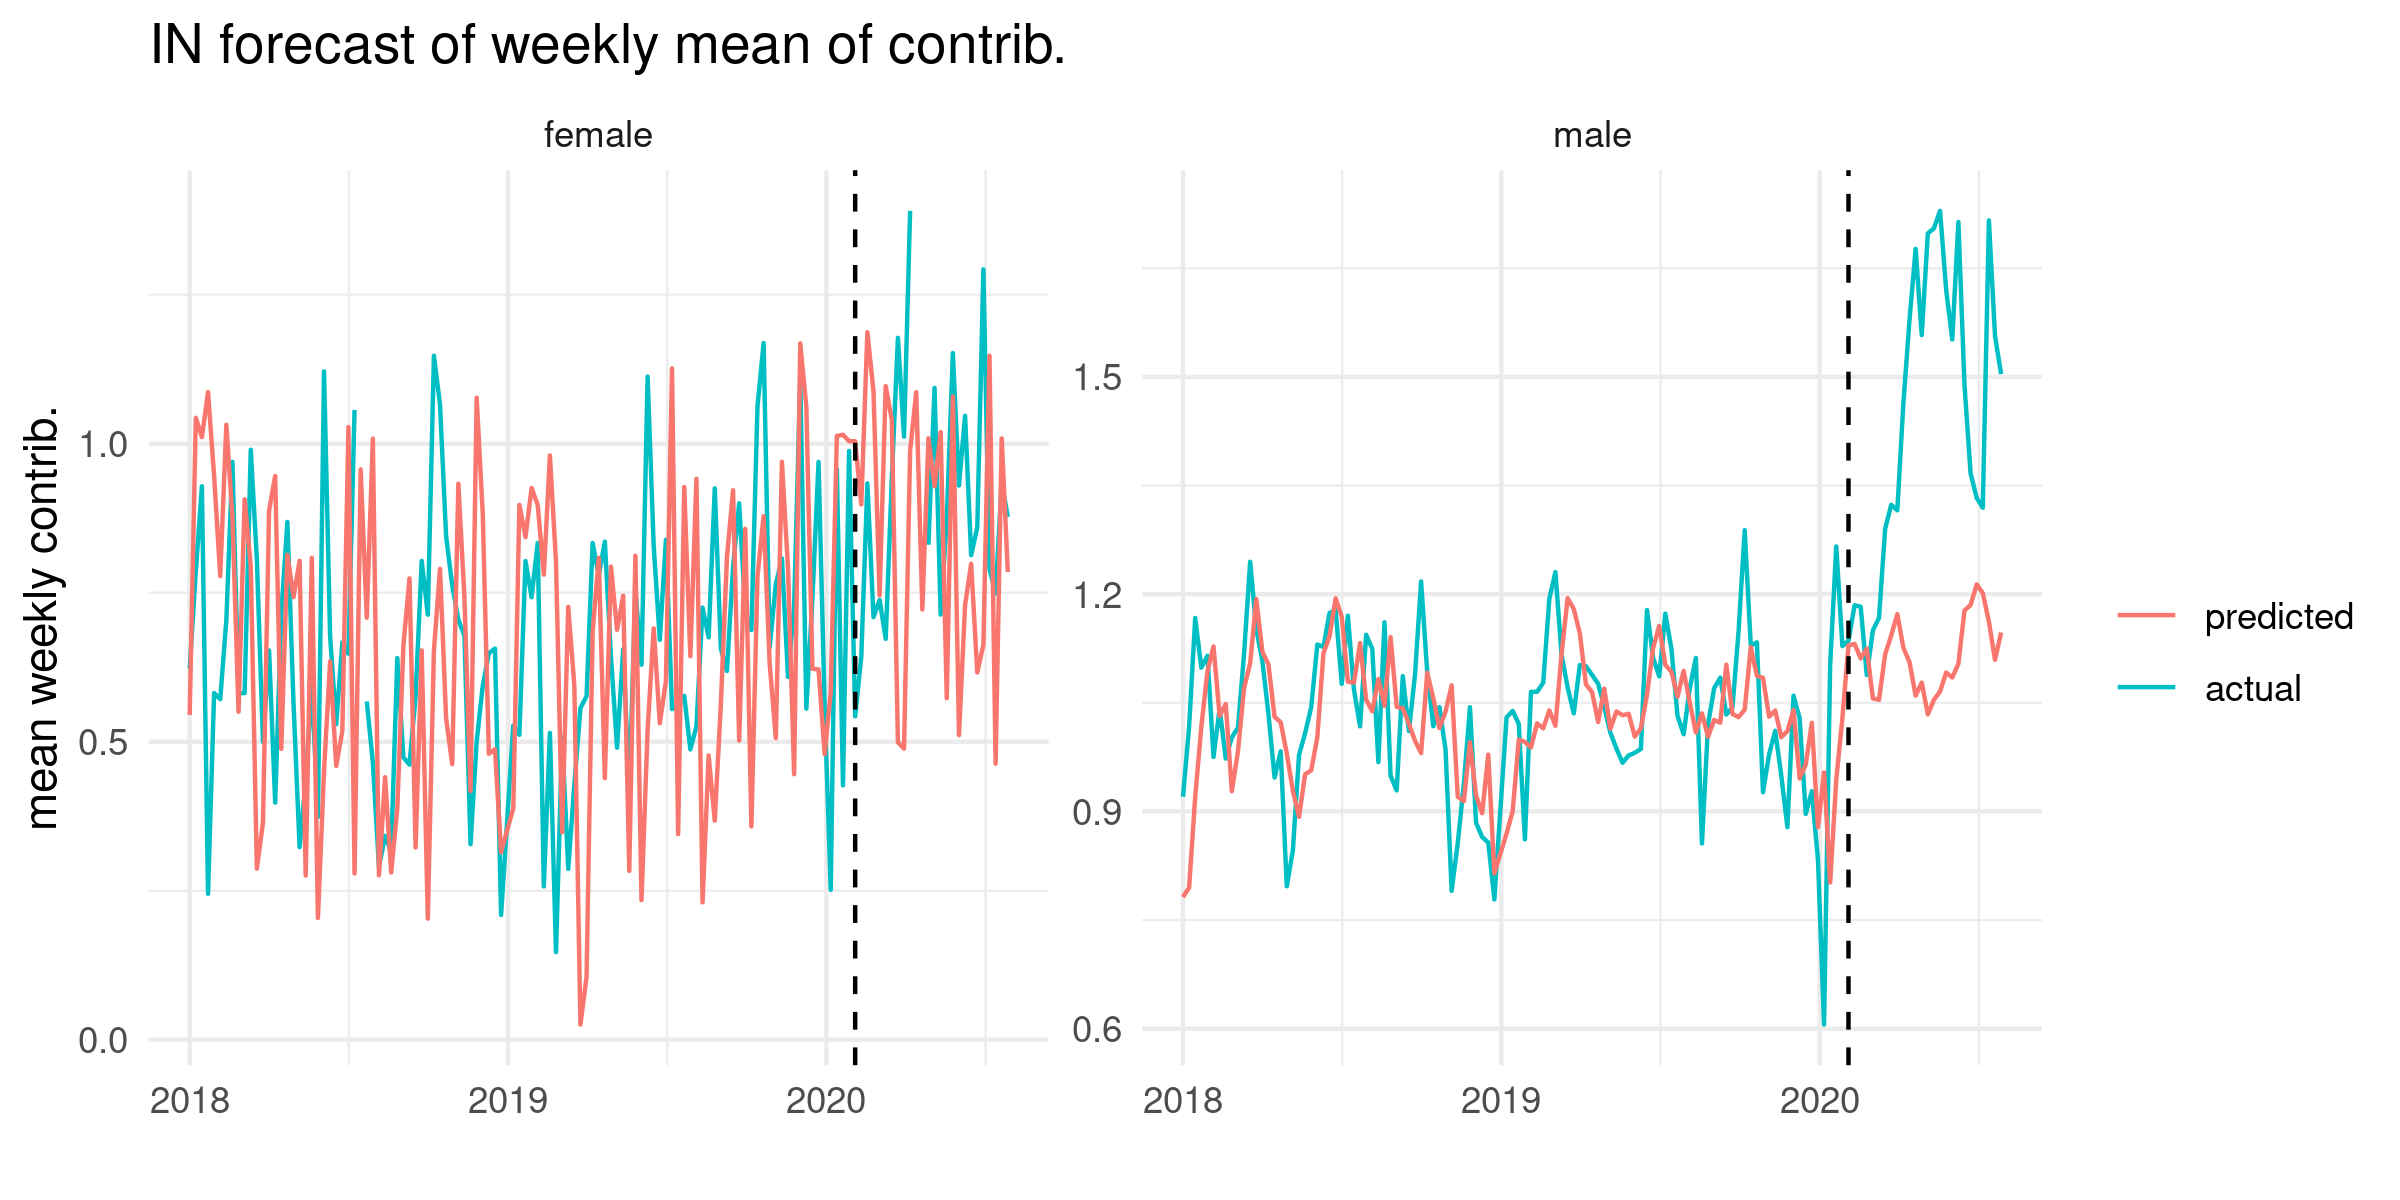 IN forecast of weekly mean of contrib.
female
male
mean weekly contrib.
1.0
0.5
0.0
1.5
1.2
0.9
0.6
2018
2019
2020
2018
2019
2020
predicted
actual